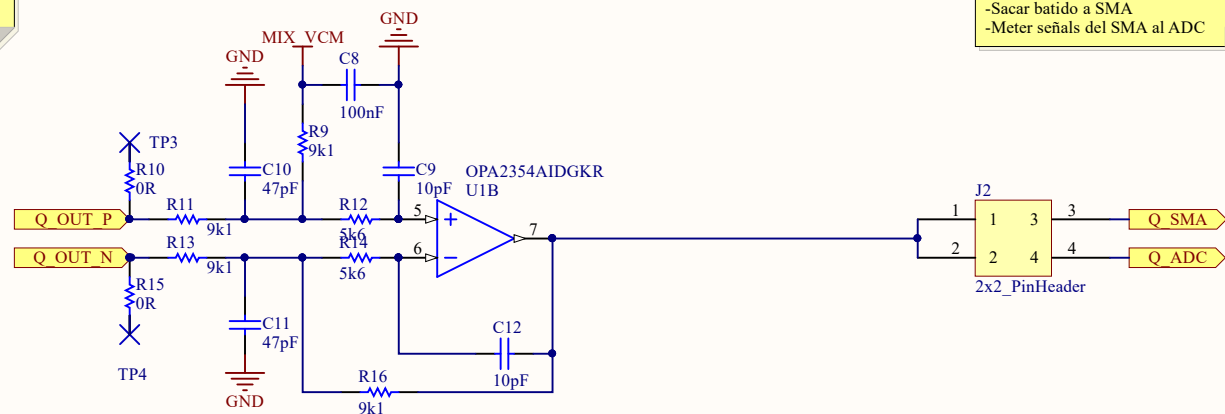 -Sacar batido a SMA
-Meter señals del SMA al ADC
GND
MIX_VCM
GND
C8
100nF
TP3
R9
9k1
R10
0R
C10
47pF
C9
10pF
OPA2354AIDGKR
U1B
Q_OUT_P
R11
9k1
R12
5k6
5
7
J2
1
1
3
3
Q_SMA
Q_OUT_N
R13
9k1
R14
5k6
6
2
2
4
4
Q_ADC
2x2_PinHeader
R15
0R
C11
47pF
C12
10pF
TP4
GND
R16
9k1